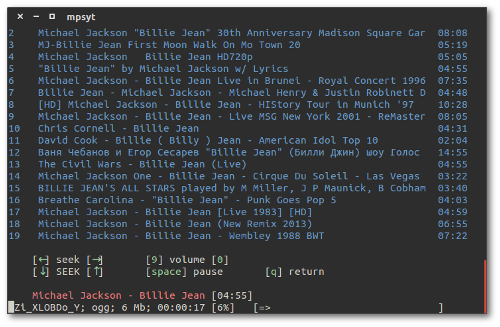 mpsyt
2 Michael Jackson "Billie Jean" 30th Anniversary Madison Square Gar 08:08
3 MJ-Billie Jean First Moon Walk On Mo Town 20 05:19
4 Michael Jackson Billie Jean HD720p 05:05
5 "Billie Jean" by Michael Jackson w/ Lyrics 04:55
6 Michael Jackson - Billie Jean Live in Brunei - Royal Concert 1996 07:35
7 Billie Jean - Michael Jackson - Michael Henry & Justin Robinett D 04:48
8 [HD] Michael Jackson - Billie Jean - HIStory Tour in Munich '97 10:28
9 Michael Jackson - Billie Jean - Live MSG New York 2001 - ReMaster 08:05
10 Chris Cornell - Billie Jean 04:31
11 David Cook - Billie ( Billy ) Jean - American Idol Top 10 02:04
12 Ваня Чебанов и Егор Сесарев "Billie Jean" (Билли Джин) шоу Голос 14:55
13 The Civil Wars - Billie Jean (Live) 04:55
14 Michael Jackson One - Billie Jean - Cirque Du Soleil - Las Vegas 03:22
15 BILLIE JEAN'S ALL STARS played by M Miller, J P Maunick, B Cobham 03:40
16 Breathe Carolina - "Billie Jean" - Punk Goes Pop 5 04:03
17 Michael Jackson - Billie Jean [Live 1983] [HD] 04:59
18 Michael Jackson - Billie Jean (New Remix 2013) 06:55
19 Michael Jackson - Billie Jean - Wembley 1988 BWT 07:22
[←] seek [→] [9] volume [0]
[↓] SEEK [↑] [space] pause [q] return
Michael Jackson - Billie Jean [04:55]
Zi_XLOBDo_Y; ogg; 6 Mb; 00:00:17 [6%] [=> ]